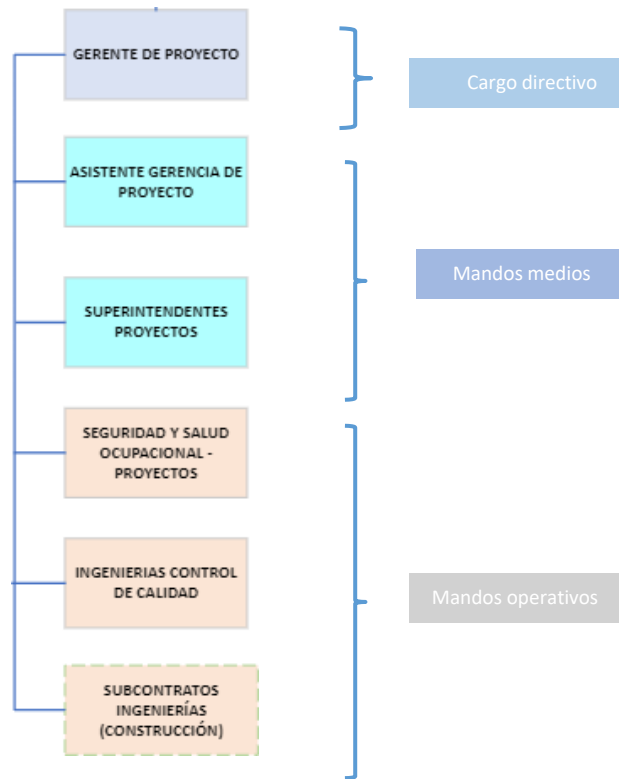 GERENTE DE PROYECTO
Cargo directivo
ASISTENTE GERENCIA DE
PROYECTO
Mandos medios
SUPERINTENDENTES
PROYECTOS
SEGURIDAD Y SALUD
OCUPACIONAL -
PROYECTOS
INGENIERIAS CONTROL
DE CALIDAD
Mandos operativos
SUBCONTRATOS
INGENIERÍAS
(CONSTRUCCIÓN)